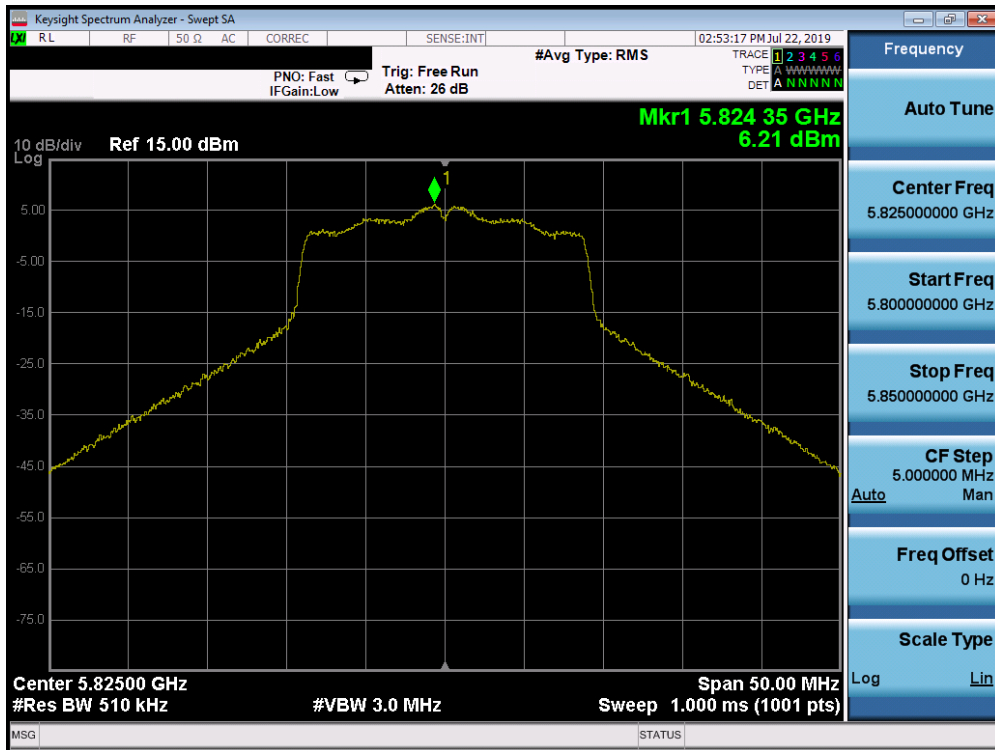 Keysight Spectrum Analyzer - Swept SA
LXI RL RF 50 Ω AC CORREC SENSE:INT 02:53:17 PM Jul 22, 2019
#Avg Type: RMS TRACE 1 2 3 4 5 6
PNO: Fast Trig: Free Run TYPE A WWWWW
IFGain:Low Atten: 26 dB DET A N N N N N
Mkr1 5.824 35 GHz
6.21 dBm
10 dB/div Ref 15.00 dBm
Log
1
5.00
-5.00
-15.0
-25.0
-35.0
-45.0
-55.0
-65.0
-75.0
Center 5.82500 GHz Span 50.00 MHz
#Res BW 510 kHz #VBW 3.0 MHz Sweep 1.000 ms (1001 pts)
MSG STATUS
Frequency
Auto Tune
Center Freq
5.825000000 GHz
Start Freq
5.800000000 GHz
Stop Freq
5.850000000 GHz
CF Step
5.000000 MHz
Auto Man
Freq Offset
0 Hz
Scale Type
Log Lin